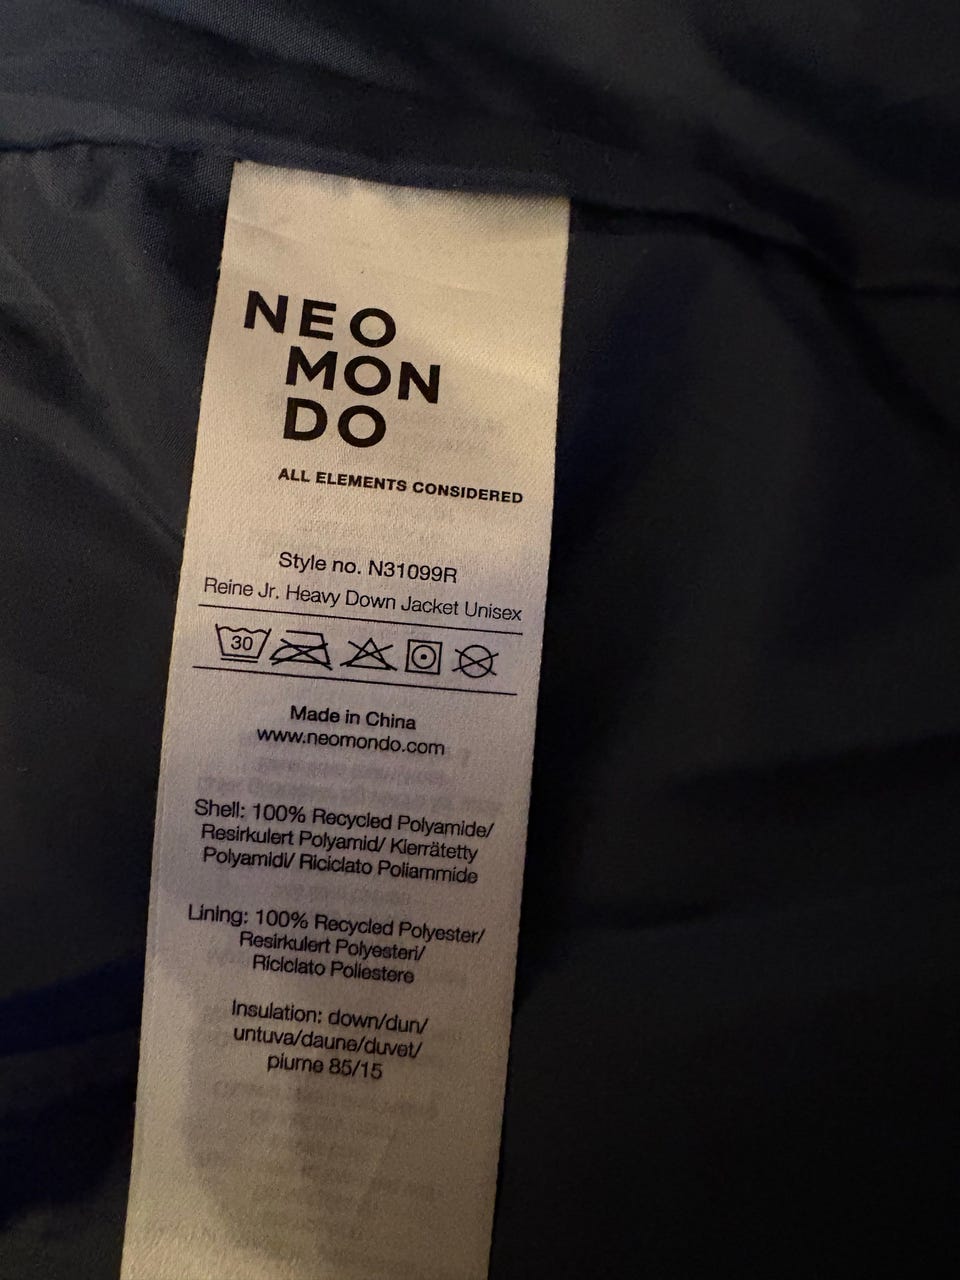 NEO
MON
DO
ALL ELEMENTS CONSIDERED
Style no. N31099R
Reine Jr. Heavy Down Jacket Unisex
30
Made in China
www.neomondo.com
Shell: 100% Recycled Polyamide/
Resirkulert Polyamid/ Kierrätetty
Polyamidi/ Riciclato Poliammide
Lining: 100% Recycled Polyester/
Resirkulert Polyesteri/
Riciclato Poliestere
Insulation: down/dun/
untuva/daune/duvet/
piume 85/15